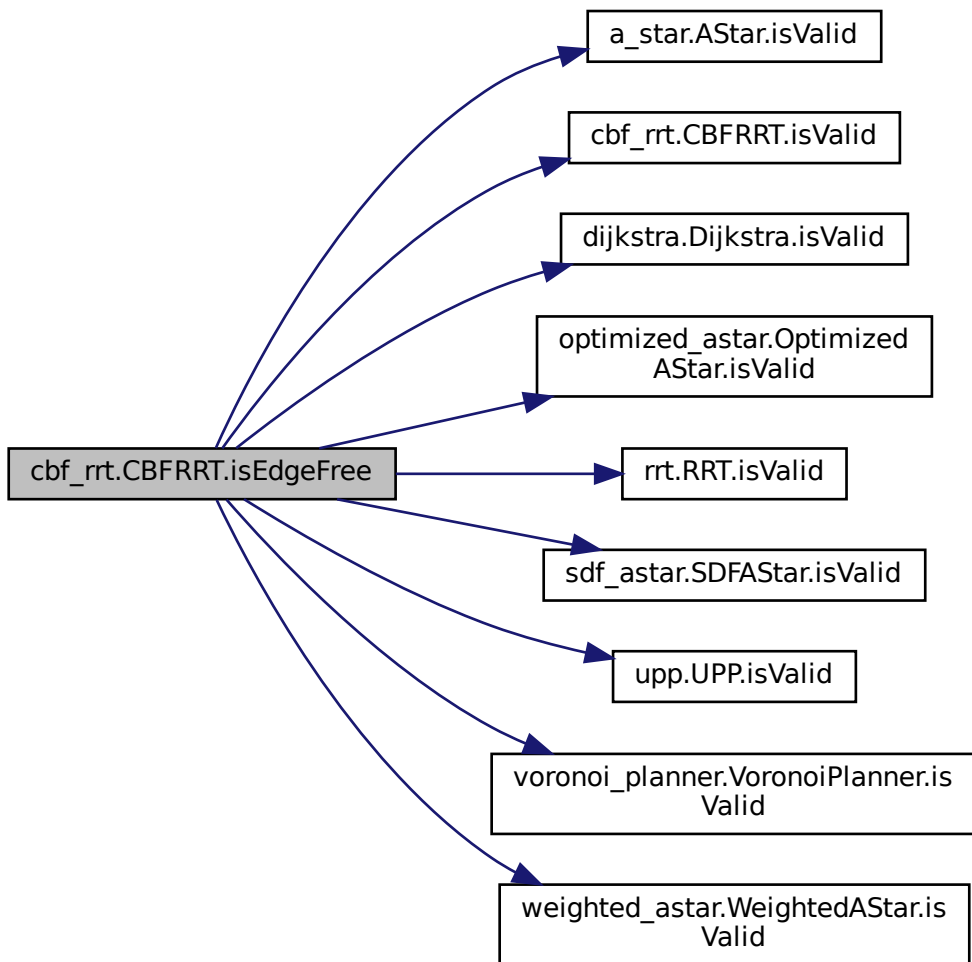 a_star.AStar.isValid
cbf_rrt.CBFRRT.isValid
dijkstra.Dijkstra.isValid
optimized_astar.Optimized
AStar.isValid
cbf_rrt.CBFRRT.isEdgeFree
rrt.RRT.isValid
sdf_astar.SDFAStar.isValid
upp.UPP.isValid
voronoi_planner.VoronoiPlanner.is
Valid
weighted_astar.WeightedAStar.is
Valid